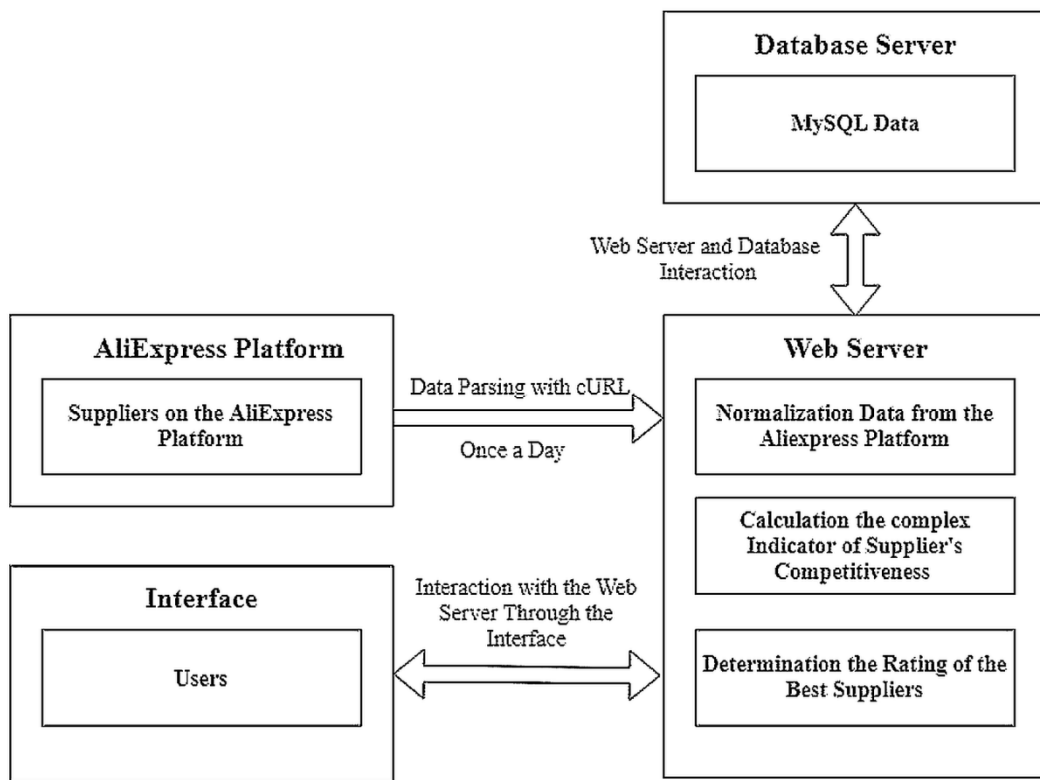 Database Server
MySQL Data
Web Server and Database
Interaction
AliExpress Platform
Suppliers on the AliExpress
Platform
Data Parsing with cURL
Once a Day
Web Server
Normalization Data from the
Aliexpress Platform
Calculation the complex
Indicator of Supplier's
Competitiveness
Determination the Rating of the
Best Suppliers
Interface
Users
Interaction with the Web
Server Through the
Interface